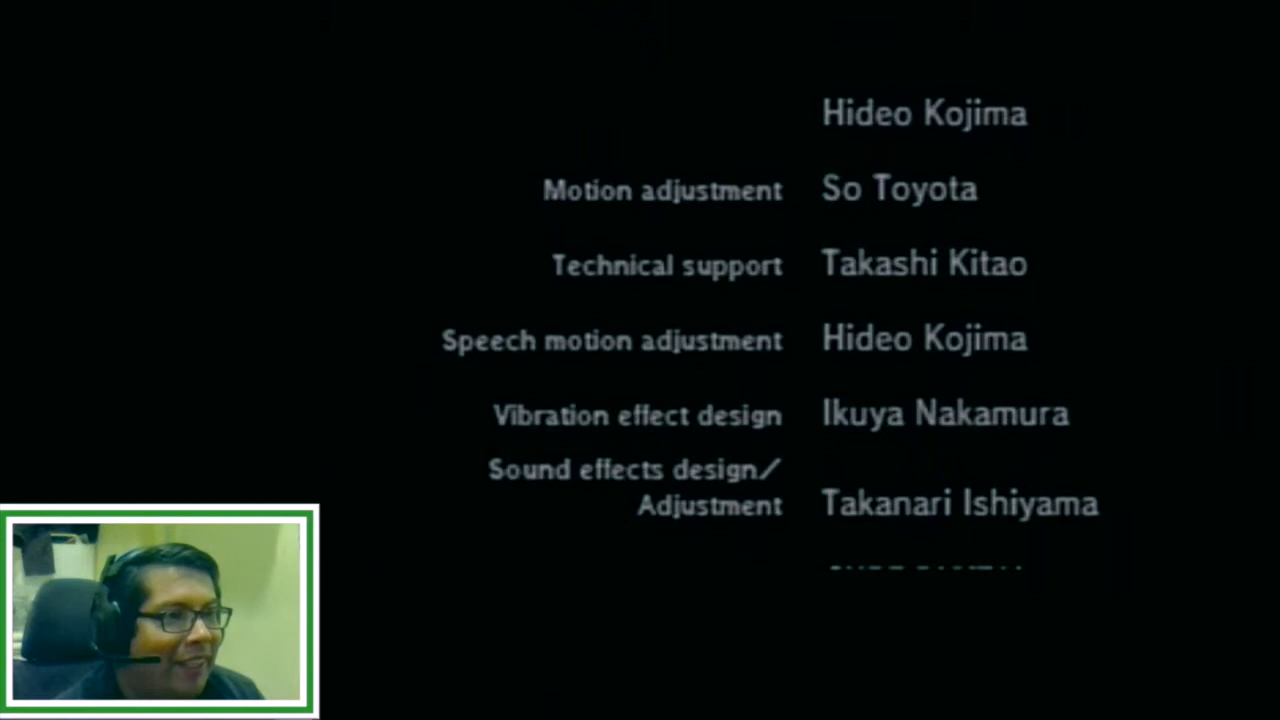 Hideo Kojima
Motion adjustment So Toyota
Technical support Takashi Kitao
Speech motion adjustment Hideo Kojima
Vibration effect design Ikuya Nakamura
Sound effects design/
Adjustment Takanari Ishiyama